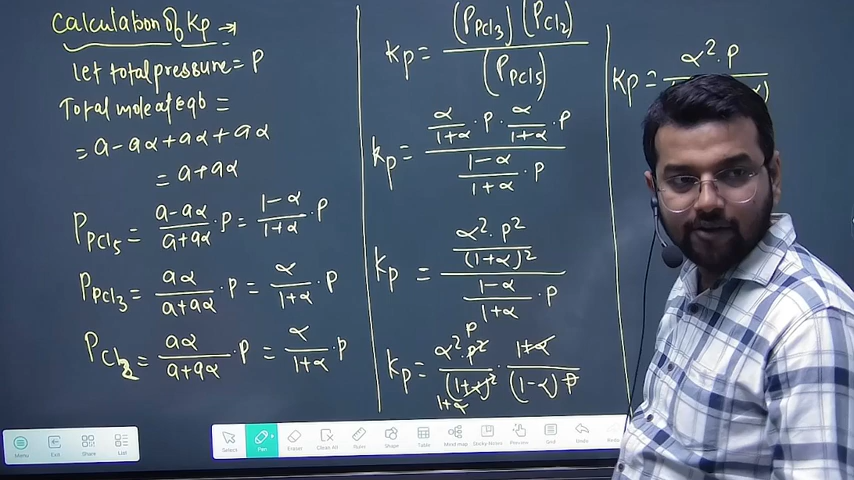 Calculation of Kp →
let total pressure = P
Total mole at eqb =
= a-aα+aα+aα
= a+aα
P_PCl5 = (a-aα)/(a+aα) · P = (1-α)/(1+α) · P
P_PCl3 = aα/(a+aα) · P = α/(1+α) · P
P_Cl2 = aα/(a+aα) · P = α/(1+α) · P
Kp = (P_PCl3)(P_Cl2)/(P_PCl5)
Kp = (α/(1+α) · P · α/(1+α) · P)/((1-α)/(1+α) · P)
Kp = (α² · P²/(1+α)²)/((1-α)/(1+α) · P)
Kp = α² · P²/(1+α)² · (1+α)/((1-α) P)
P
1+α
Kp = α² · P
Menu
Exit
Share
List
Select
Pen
Eraser
Clean All
Ruler
Shape
Table
Mind map
Sticky Notes
Preview
Grid
Undo